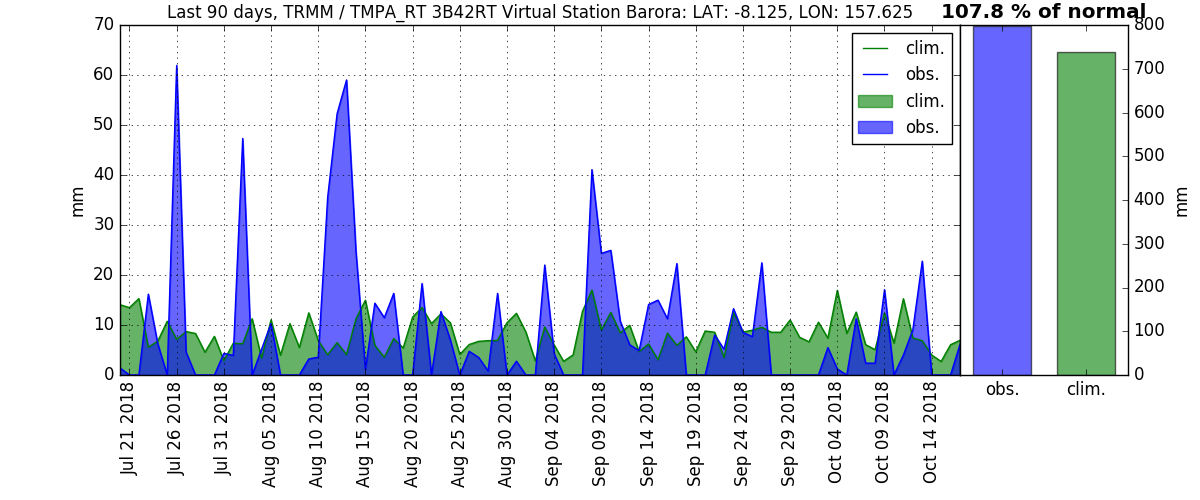 Last 90 days, TRMM / TMPA_RT 3B42RT Virtual Station Barora: LAT: -8.125, LON: 157.625
107.8 % of normal
70
60
50
40
30
20
10
0
mm
clim.
obs.
clim.
obs.
800
700
600
500
400
300
200
100
0
mm
obs.
clim.
Jul 21 2018
Jul 26 2018
Jul 31 2018
Aug 05 2018
Aug 10 2018
Aug 15 2018
Aug 20 2018
Aug 25 2018
Aug 30 2018
Sep 04 2018
Sep 09 2018
Sep 14 2018
Sep 19 2018
Sep 24 2018
Sep 29 2018
Oct 04 2018
Oct 09 2018
Oct 14 2018